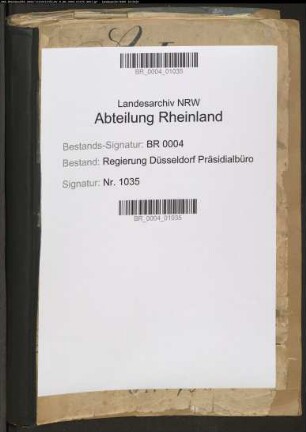 BR_0004_01035
Landesarchiv NRW
Abteilung Rheinland
Bestands-Signatur: BR 0004
Bestand: Regierung Düsseldorf Präsidialbüro
Signatur: Nr. 1035
BR_0004_01035